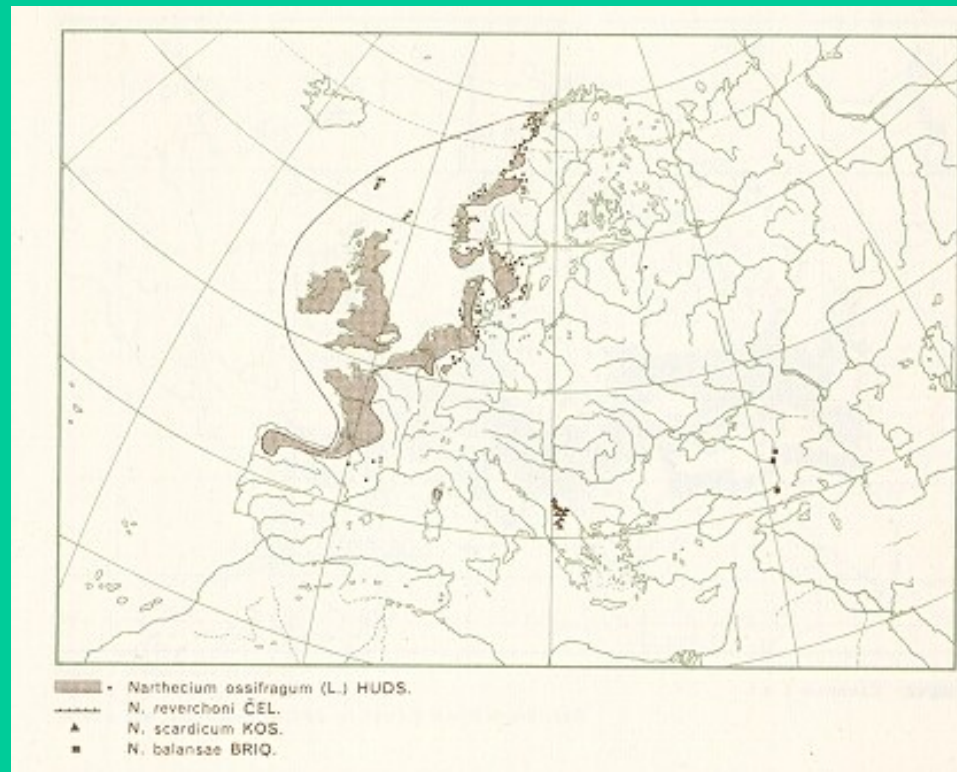 Narthecium ossifragum (L.) HUDS.
N. reverchoni ČEL.
N. scardicum KOS.
N. balansae BRIQ.